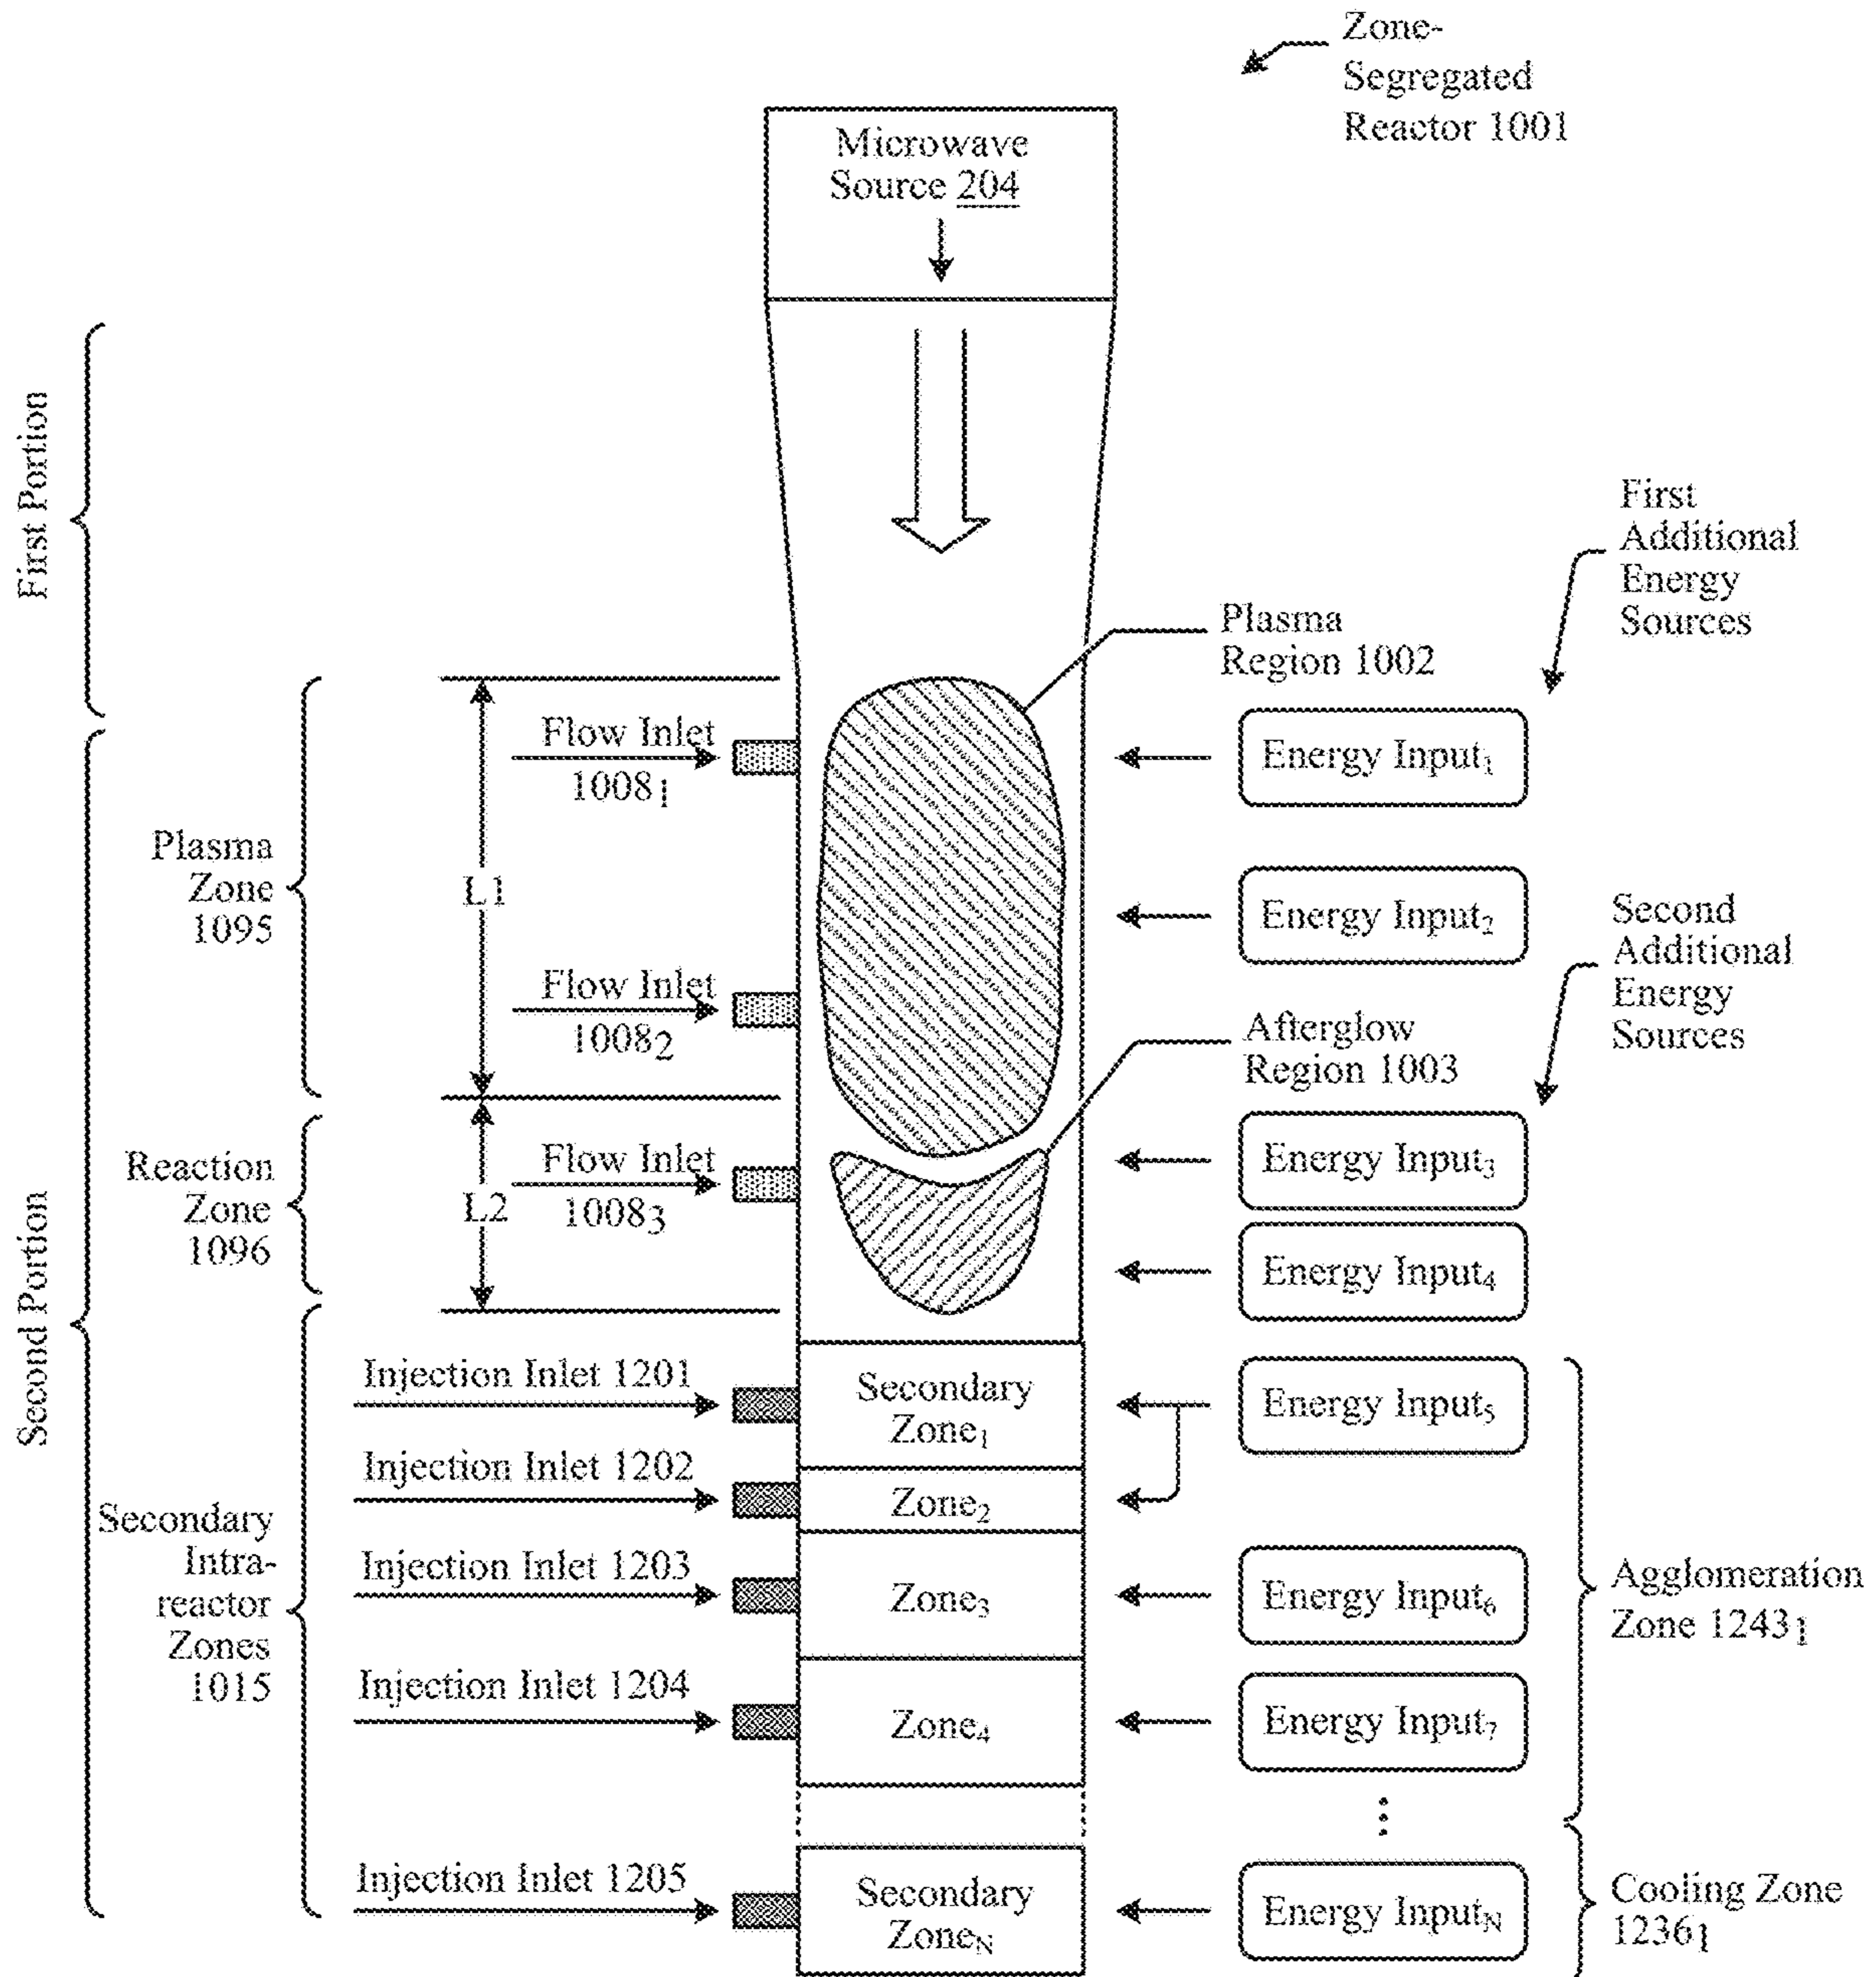 Zone-
Segregated
Reactor 1001
Microwave
Source 204
First Portion
First
Additional
Energy
Sources
Plasma
Region 1002
Flow Inlet
1008₁
Energy Input₁
Plasma
Zone
1095
L1
Energy Input₂
Second
Additional
Energy
Sources
Flow Inlet
1008₂
Afterglow
Region 1003
Second Portion
Reaction
Zone
1096
L2
Flow Inlet
1008₃
Energy Input₃
Energy Input₄
Injection Inlet 1201
Secondary
Zone₁
Energy Input₅
Injection Inlet 1202
Zone₂
Secondary
Intra-
reactor
Zones
1015
Injection Inlet 1203
Zone₃
Energy Input₆
Agglomeration
Zone 1243₁
Injection Inlet 1204
Zone₄
Energy Input₇
Injection Inlet 1205
Secondary
Zone_N
Energy Input_N
Cooling Zone
1236₁